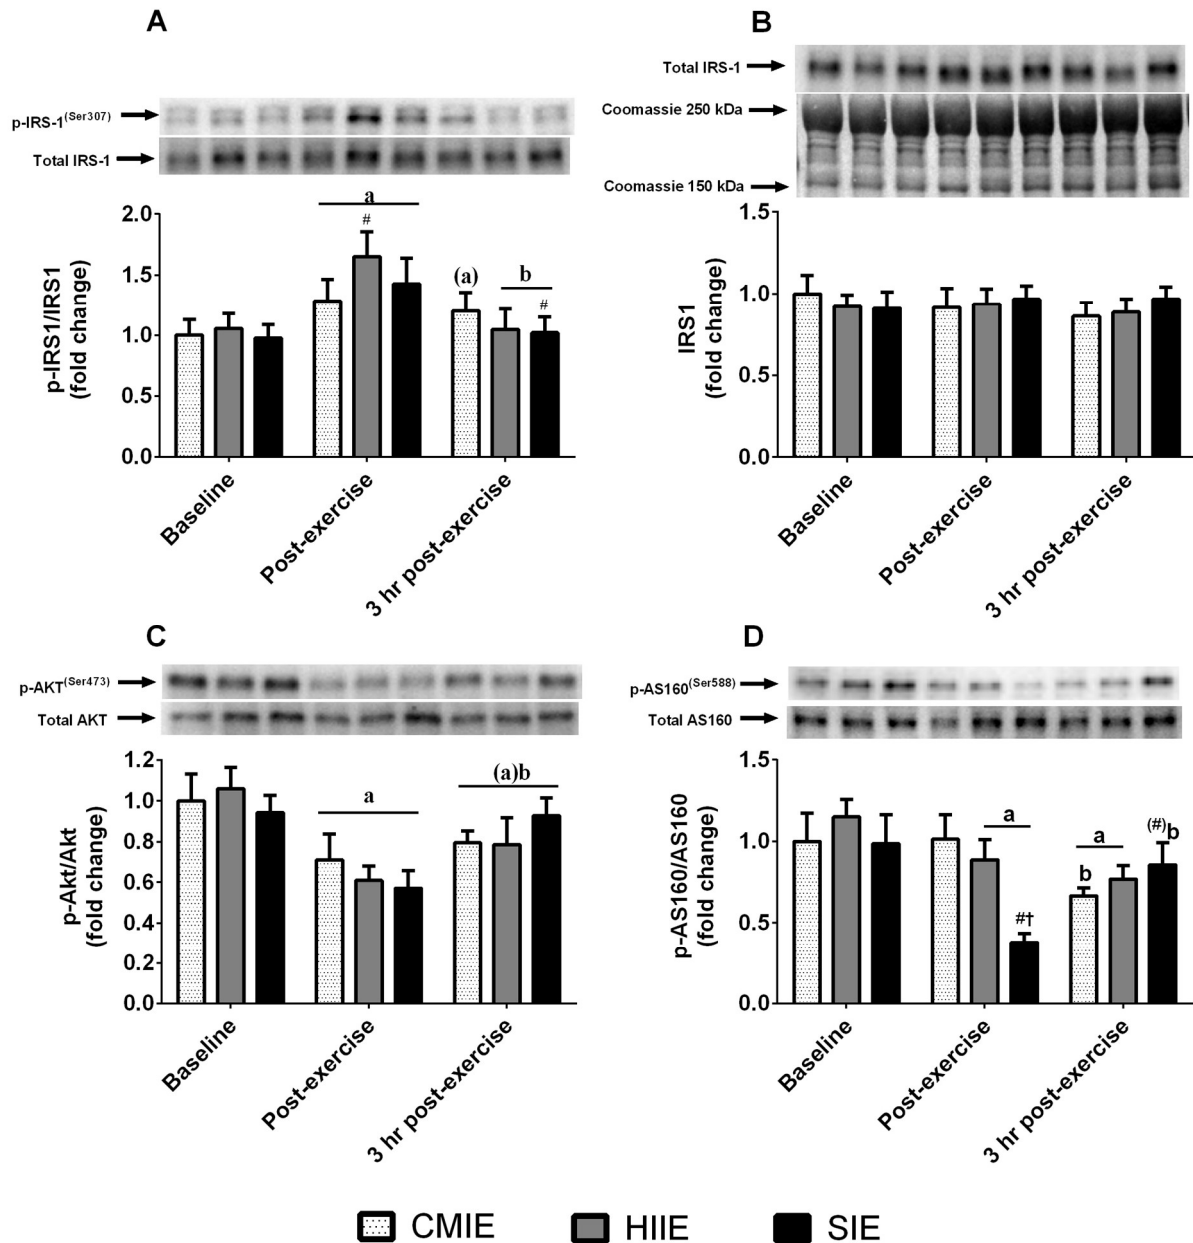 A
p-IRS-1(Ser307)
Total IRS-1
a
#
(a)
b
#
2.0
1.5
1.0
0.5
0.0
p-IRS1/IRS1
(fold change)
Baseline
Post-exercise
3 hr post-exercise
B
Total IRS-1
Coomassie 250 kDa
Coomassie 150 kDa
1.5
1.0
0.5
0.0
IRS1
(fold change)
Baseline
Post-exercise
3 hr post-exercise
C
p-AKT(Ser473)
Total AKT
a
(a)b
1.2
1.0
0.8
0.6
0.4
0.2
0.0
p-Akt/Akt
(fold change)
Baseline
Post-exercise
3 hr post-exercise
D
p-AS160(Ser588)
Total AS160
a
#†
a
b
(#)b
1.5
1.0
0.5
0.0
p-AS160/AS160
(fold change)
Baseline
Post-exercise
3 hr post-exercise
CMIE HIIE SIE